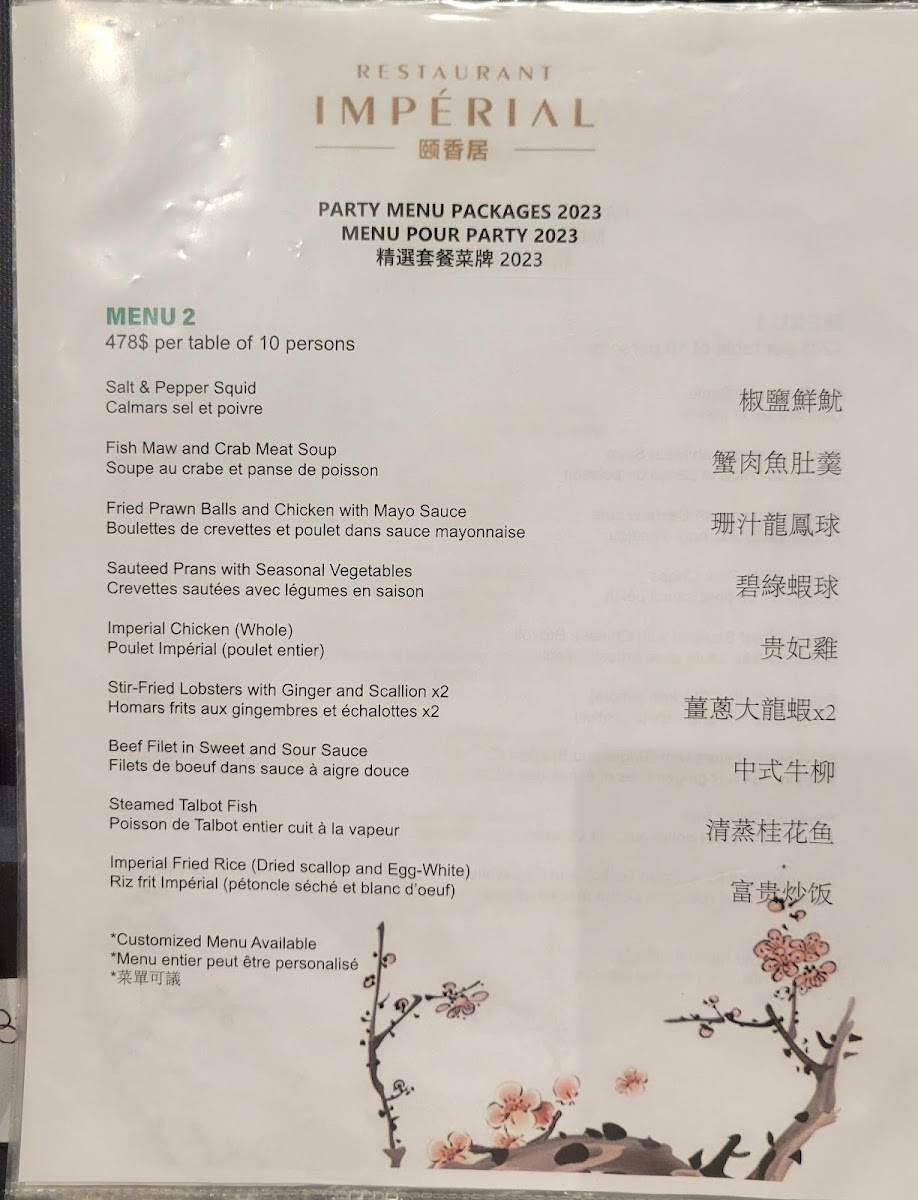 RESTAURANT
IMPÉRIAL
頤香居
PARTY MENU PACKAGES 2023
MENU POUR PARTY 2023
精選套餐菜牌 2023
MENU 2
478$ per table of 10 persons
Salt & Pepper Squid
Calmars sel et poivre
椒鹽鮮魷
Fish Maw and Crab Meat Soup
Soupe au crabe et panse de poisson
蟹肉魚肚羹
Fried Prawn Balls and Chicken with Mayo Sauce
Boulettes de crevettes et poulet dans sauce mayonnaise
珊汁龍鳳球
Sauteed Prans with Seasonal Vegetables
Crevettes sautées avec légumes en saison
碧綠蝦球
Imperial Chicken (Whole)
Poulet Impérial (poulet entier)
贵妃雞
Stir-Fried Lobsters with Ginger and Scallion x2
Homars frits aux gingembres et échalottes x2
薑蔥大龍蝦x2
Beef Filet in Sweet and Sour Sauce
Filets de boeuf dans sauce à aigre douce
中式牛柳
Steamed Talbot Fish
Poisson de Talbot entier cuit à la vapeur
清蒸桂花鱼
Imperial Fried Rice (Dried scallop and Egg-White)
Riz frit Impérial (pétoncle séché et blanc d'oeuf)
富贵炒饭
*Customized Menu Available
*Menu entier peut être personalisé
*菜單可議